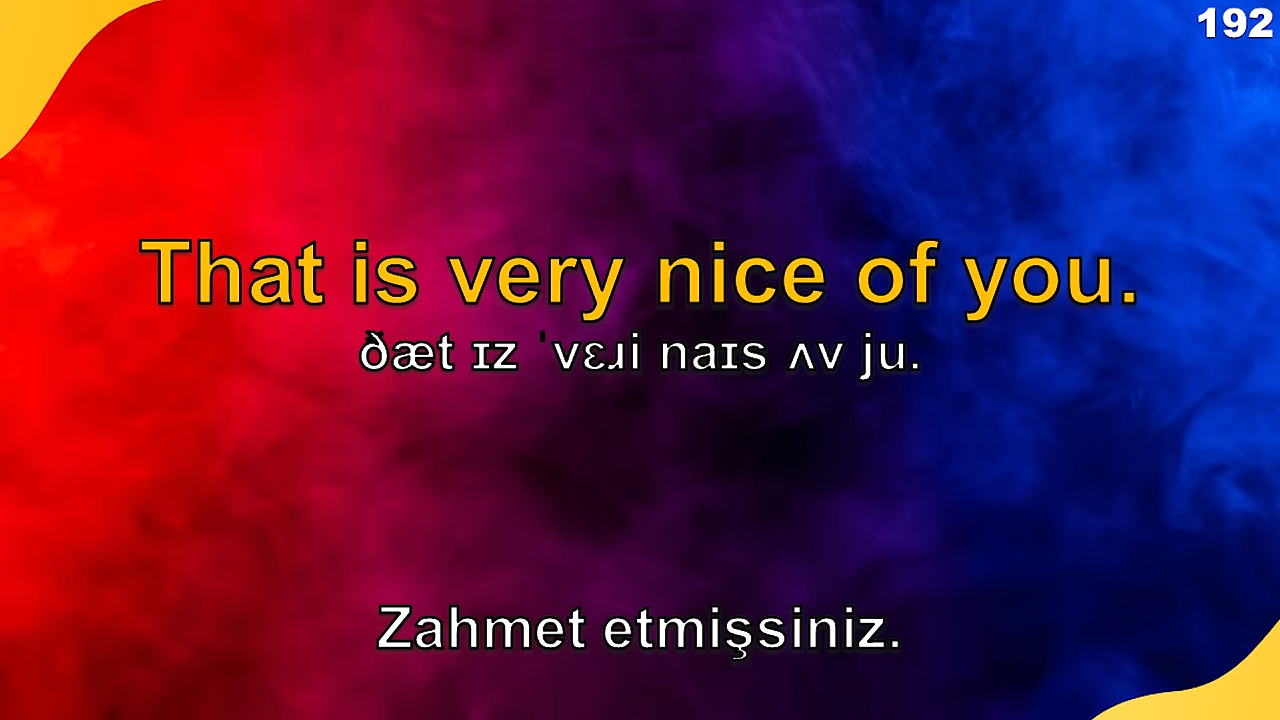 192
That is very nice of you.
ðæt ɪz ˈvɛɹi naɪs ʌv ju.
Zahmet etmişsiniz.